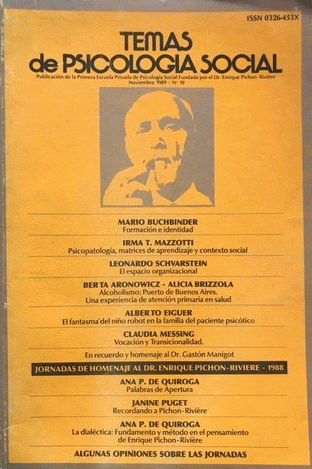 ISSN 0326-453X
TEMAS
de PSICOLOGIA SOCIAL
Publicación de la Primera Escuela Privada de Psicología Social Fundada por el Dr. Enrique Pichon-Rivière
Noviembre 1989 - Nº 10
MARIO BUCHBINDER
Formación e identidad
IRMA T. MAZZOTTI
Psicopatología, matrices de aprendizaje y contexto social
LEONARDO SCHVARSTEIN
El espacio organizacional
BERTA ARONOWICZ - ALICIA BRIZZOLA
Alcoholismo: Puerto de Buenos Aires.
Una experiencia de atención primaria en salud
ALBERTO EIGUER
El fantasma del niño robot en la familia del paciente psicótico
CLAUDIA MESSING
Vocación y Transicionalidad.
En recuerdo y homenaje al Dr. Gastón Manigot
JORNADAS DE HOMENAJE AL DR. ENRIQUE PICHON-RIVIERE - 1988
ANA P. DE QUIROGA
Palabras de Apertura
JANINE PUGET
Recordando a Pichon-Rivière
ANA P. DE QUIROGA
La dialéctica: Fundamento y método en el pensamiento
de Enrique Pichon-Rivière
ALGUNAS OPINIONES SOBRE LAS JORNADAS